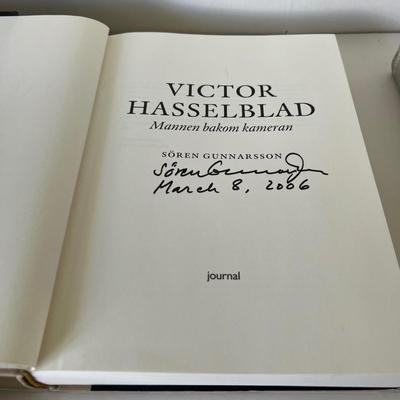 VICTOR
HASSELBLAD
Mannen bakom kameran
SÖREN GUNNARSSON
Sören Gunnarsson
March 8, 2006
journal